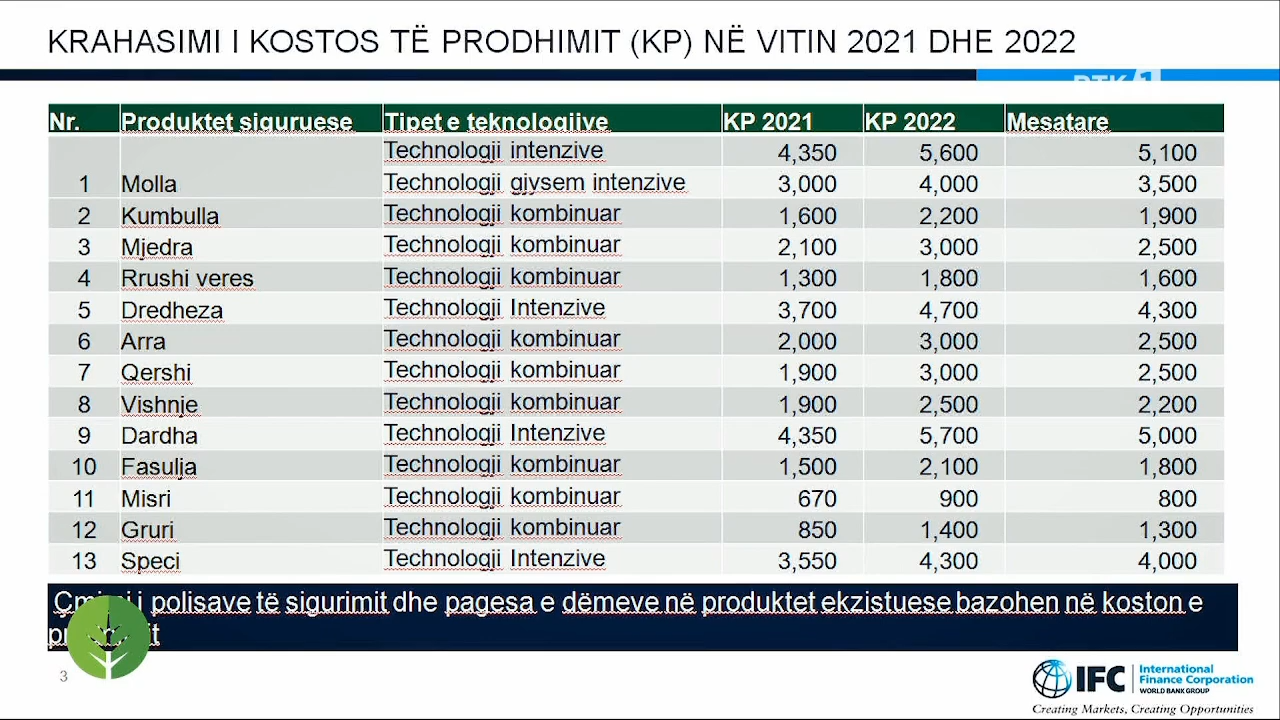 KRAHASIMI I KOSTOS TË PRODHIMIT (KP) NË VITIN 2021 DHE 2022
Nr. Produktet siguruese Tipet e teknologjive KP 2021 KP 2022 Mesatare
Technologji intenzive 4,350 5,600 5,100
1 Molla Technologji gjysem intenzive 3,000 4,000 3,500
2 Kumbulla Technologji kombinuar 1,600 2,200 1,900
3 Mjedra Technologji kombinuar 2,100 3,000 2,500
4 Rrushi veres Technologji kombinuar 1,300 1,800 1,600
5 Dredheza Technologji Intenzive 3,700 4,700 4,300
6 Arra Technologji kombinuar 2,000 3,000 2,500
7 Qershi Technologji kombinuar 1,900 3,000 2,500
8 Vishnje Technologji kombinuar 1,900 2,500 2,200
9 Dardha Technologji Intenzive 4,350 5,700 5,000
10 Fasulja Technologji kombinuar 1,500 2,100 1,800
11 Misri Technologji kombinuar 670 900 800
12 Gruri Technologji kombinuar 850 1,400 1,300
13 Speci Technologji Intenzive 3,550 4,300 4,000
polisave të sigurimit dhe pagesa e dëmeve në produktet ekzistuese bazohen në koston e
3
IFC International
Finance Corporation
WORLD BANK GROUP
Creating Markets, Creating Opportunities